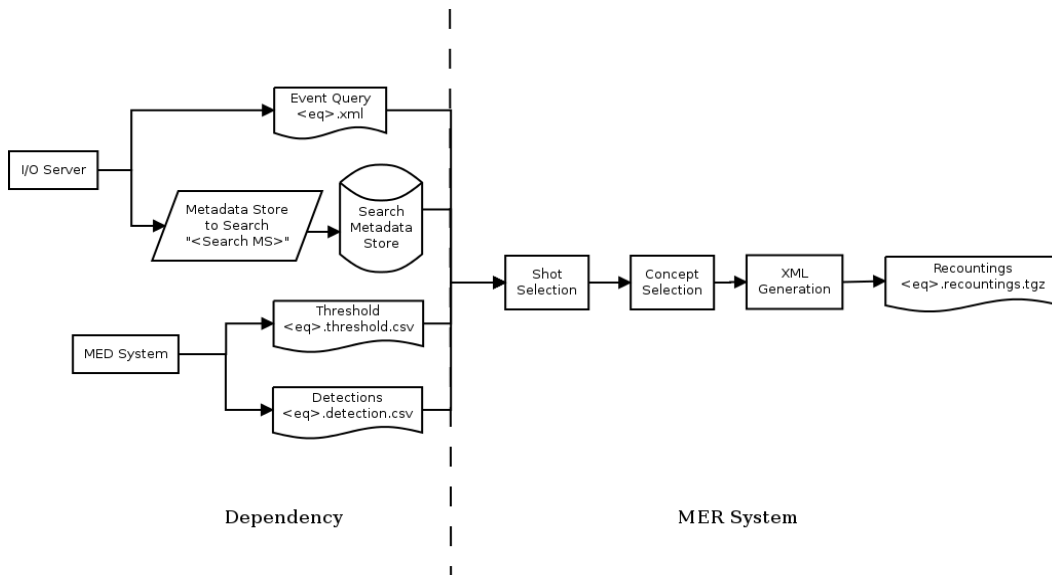 Event Query
<eq>.xml
I/O Server
Metadata Store
to Search
"<Search MS>"
Search
Metadata
Store
Shot
Selection
Concept
Selection
XML
Generation
Recountings
<eq>.recountings.tgz
Threshold
<eq>.threshold.csv
MED System
Detections
<eq>.detection.csv
Dependency
MER System